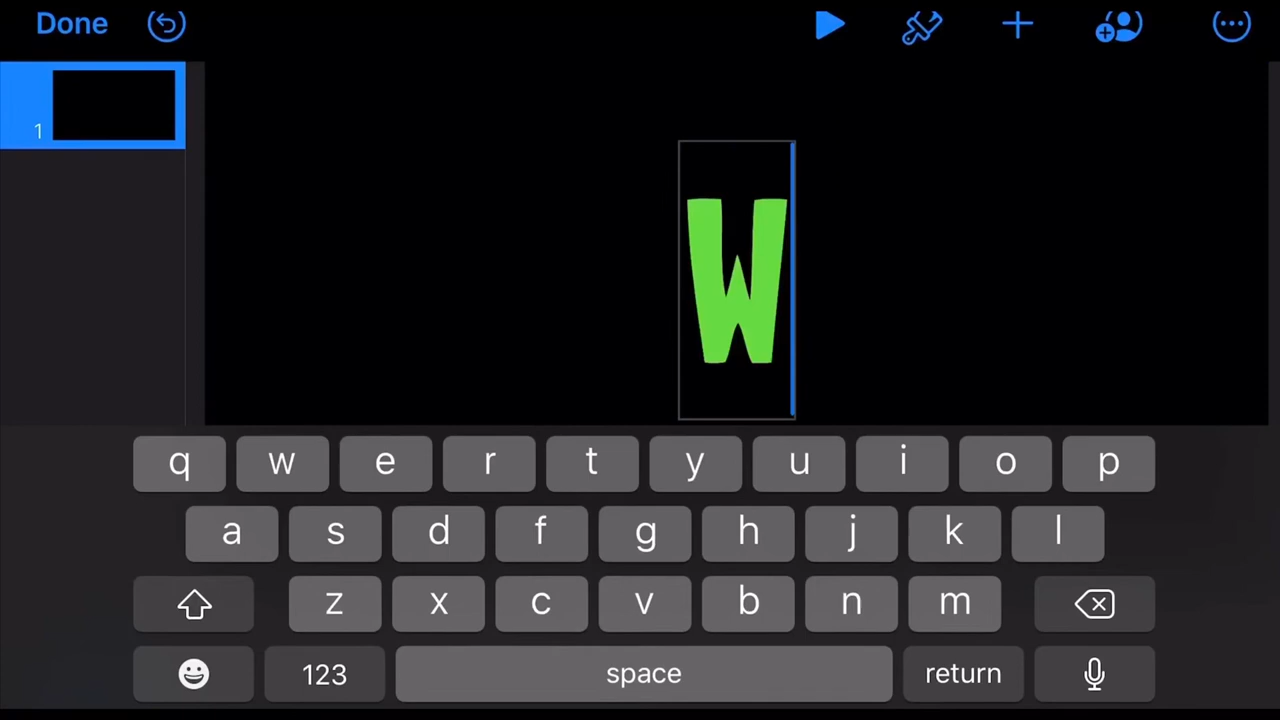 Done
1
W
q w e r t y u i o p
a s d f g h j k l
z x c v b n m
123 space return